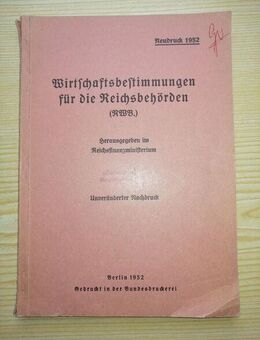 Neudruck 1952
Wirtschaftsbestimmungen
für die Reichsbehörden
(RWB.)
Herausgegeben im
Reichsfinanzministerium
Unveränderter Nachdruck
Berlin 1952
Gedruckt in der Bundesdruckerei